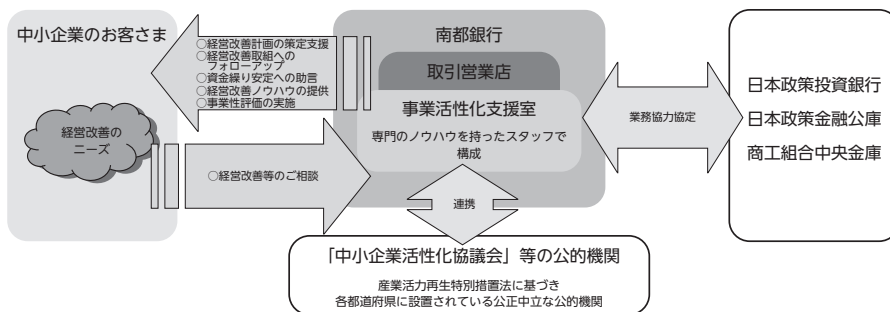 中小企業のお客さま
経営改善の
ニーズ
○経営改善計画の策定支援
○経営改善取組への
フォローアップ
○資金繰り安定への助言
○経営改善ノウハウの提供
○事業性評価の実施
○経営改善等のご相談
南都銀行
取引営業店
事業活性化支援室
専門のノウハウを持ったスタッフで
構成
業務協力協定
日本政策投資銀行
日本政策金融公庫
商工組合中央金庫
連携
「中小企業活性化協議会」等の公的機関
産業活力再生特別措置法に基づき
各都道府県に設置されている公正中立な公的機関